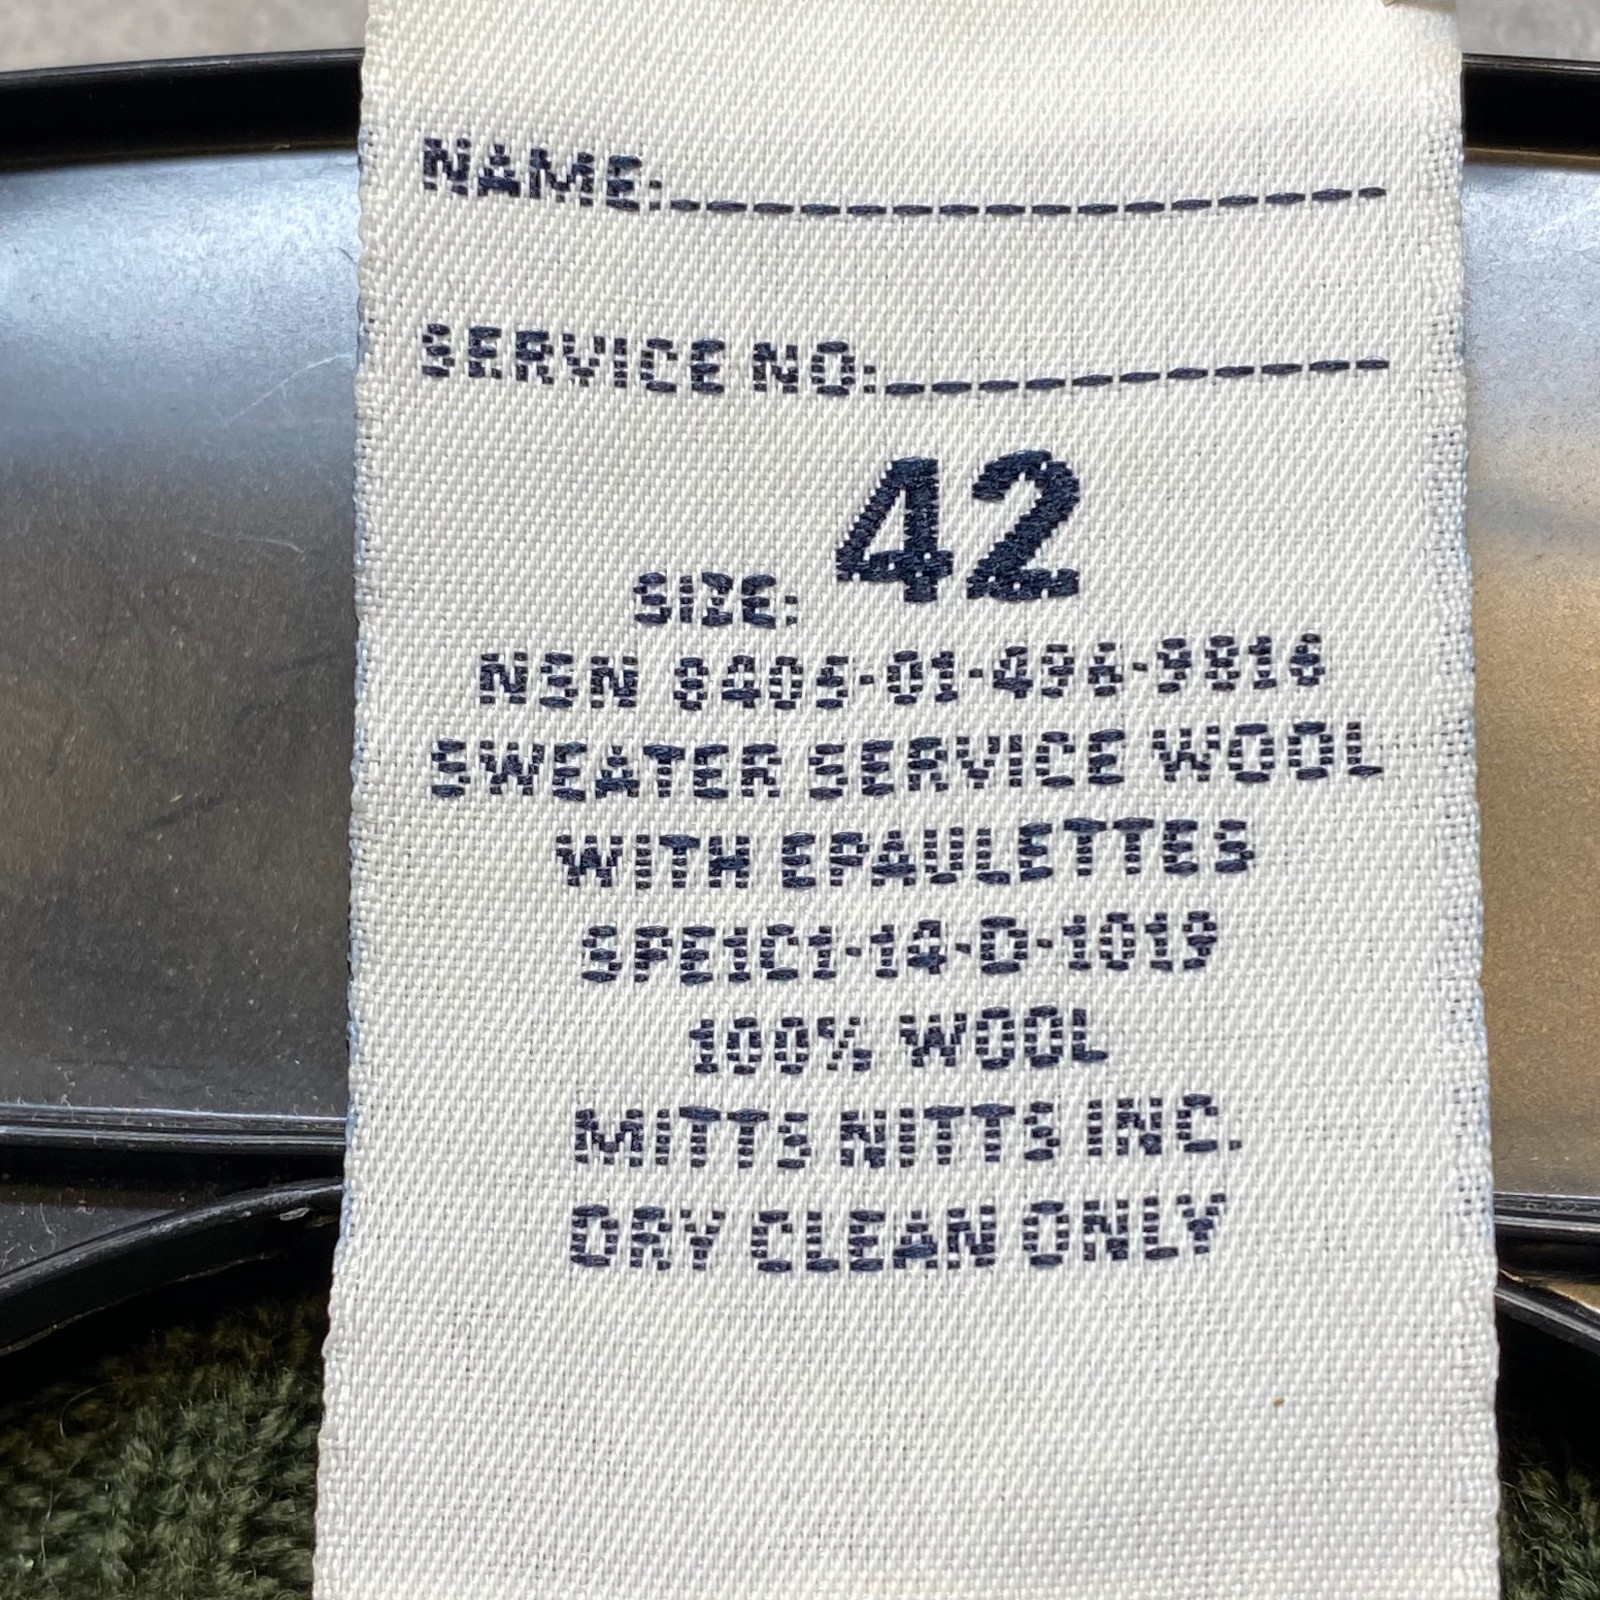 NAME:
SERVICE NO:
SIZE: 42
NSN 8405-01-496-9816
SWEATER SERVICE WOOL
WITH EPAULETTES
SPE1C1-14-D-1019
100% WOOL
MITTS NITTS INC.
DRY CLEAN ONLY